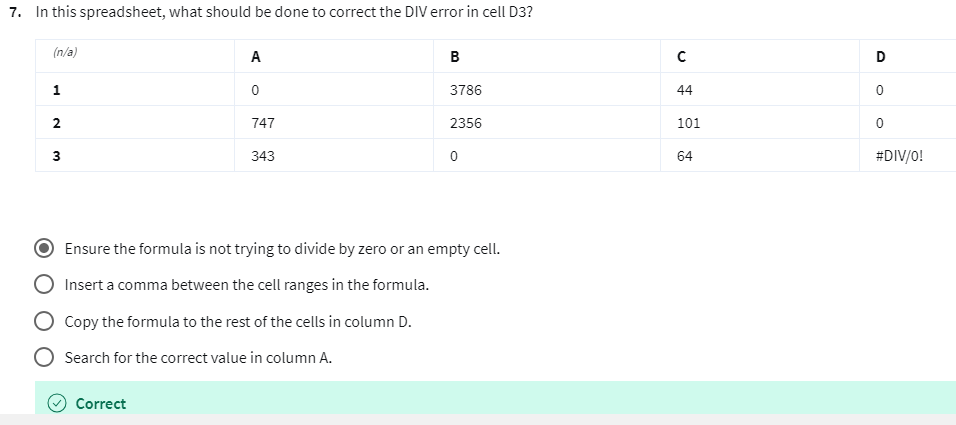 7. In this spreadsheet, what should be done to correct the DIV error in cell D3?
(n/a) A B C D
1 0 3786 44 0
2 747 2356 101 0
3 343 0 64 #DIV/0!
Ensure the formula is not trying to divide by zero or an empty cell.
Insert a comma between the cell ranges in the formula.
Copy the formula to the rest of the cells in column D.
Search for the correct value in column A.
Correct